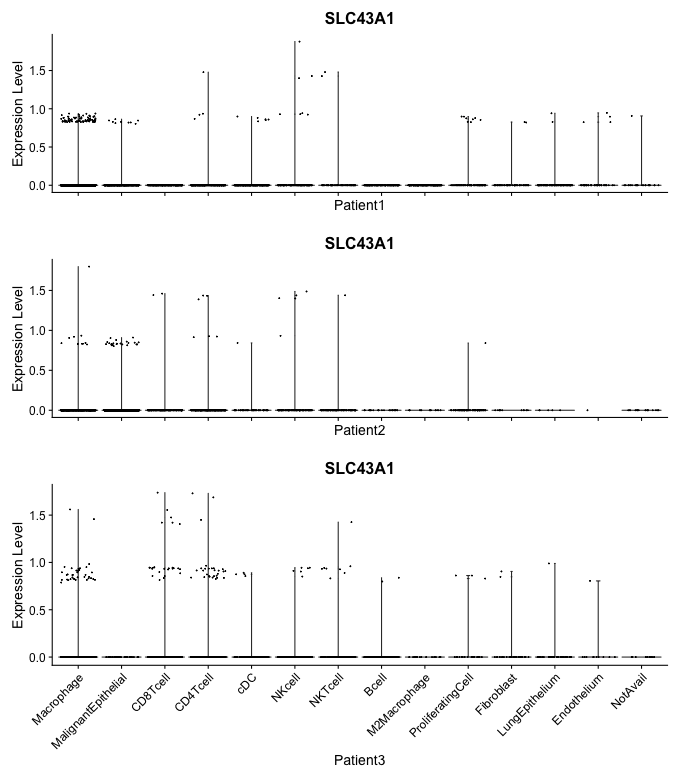 SLC43A1
Expression Level
1.5
1.0
0.5
0.0
Patient1
SLC43A1
Expression Level
1.5
1.0
0.5
0.0
Patient2
SLC43A1
Expression Level
1.5
1.0
0.5
0.0
Macrophage
MalignantEpithelial
CD8Tcell
CD4Tcell
cDC
NKcell
NKTcell
Bcell
M2Macrophage
ProliferatingCell
Fibroblast
LungEpithelium
Endothelium
NotAvail
Patient3